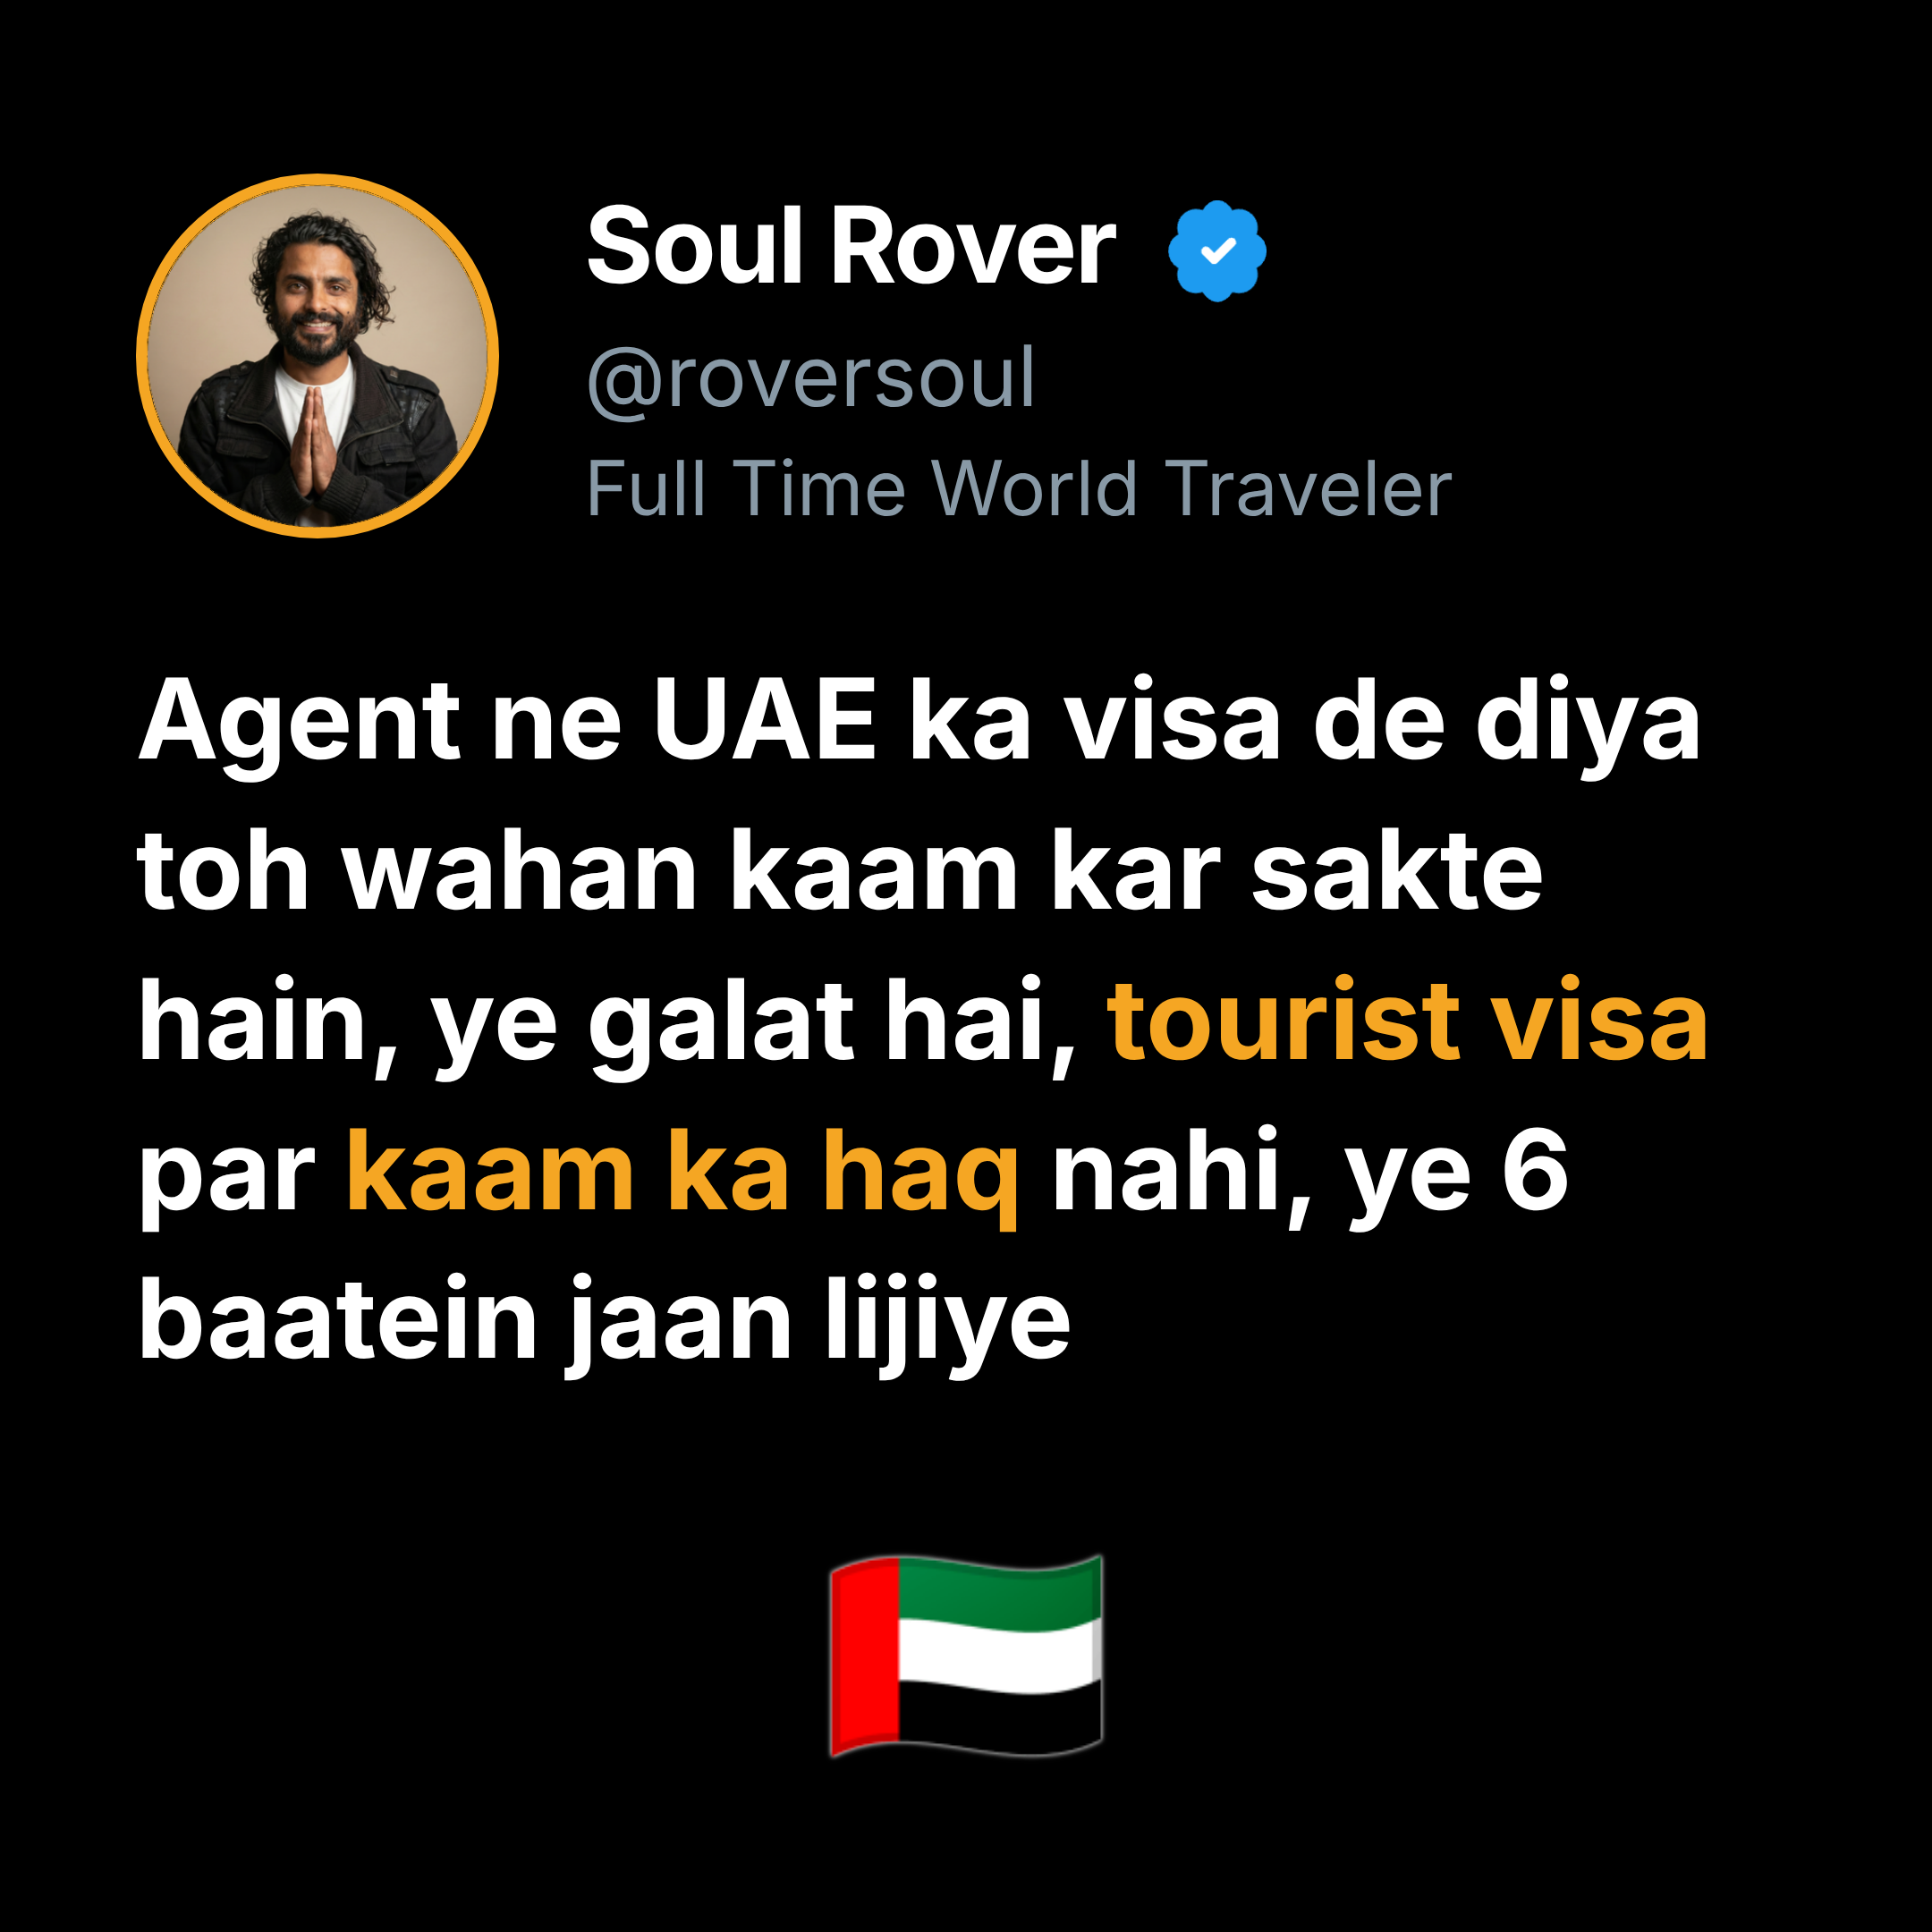 Soul Rover
@roversoul
Full Time World Traveler
Agent ne UAE ka visa de diya
toh wahan kaam kar sakte
hain, ye galat hai, tourist visa
par kaam ka haq nahi, ye 6
baatein jaan lijiye